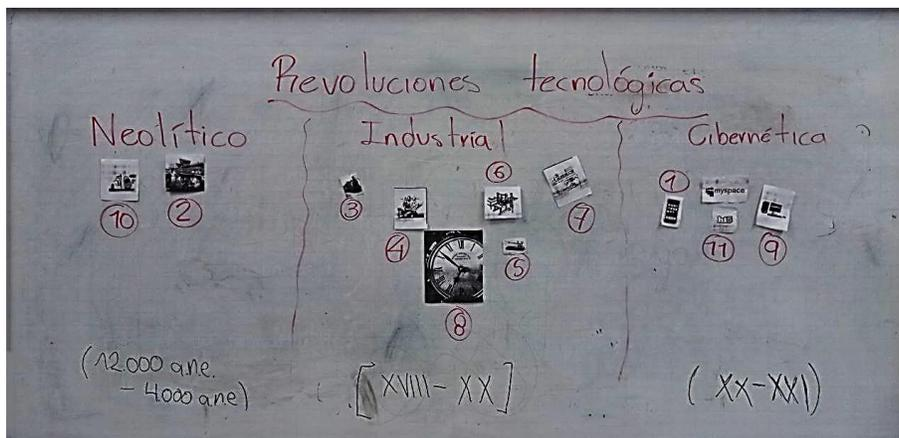 Revoluciones tecnológicas
Neolítico
Industrial
Cibernética
10
2
3
4
8
6
5
7
1
myspace
11
9
(12.000 ane.
- 4000 ane)
[XVIII - XX]
(XX-XXI)